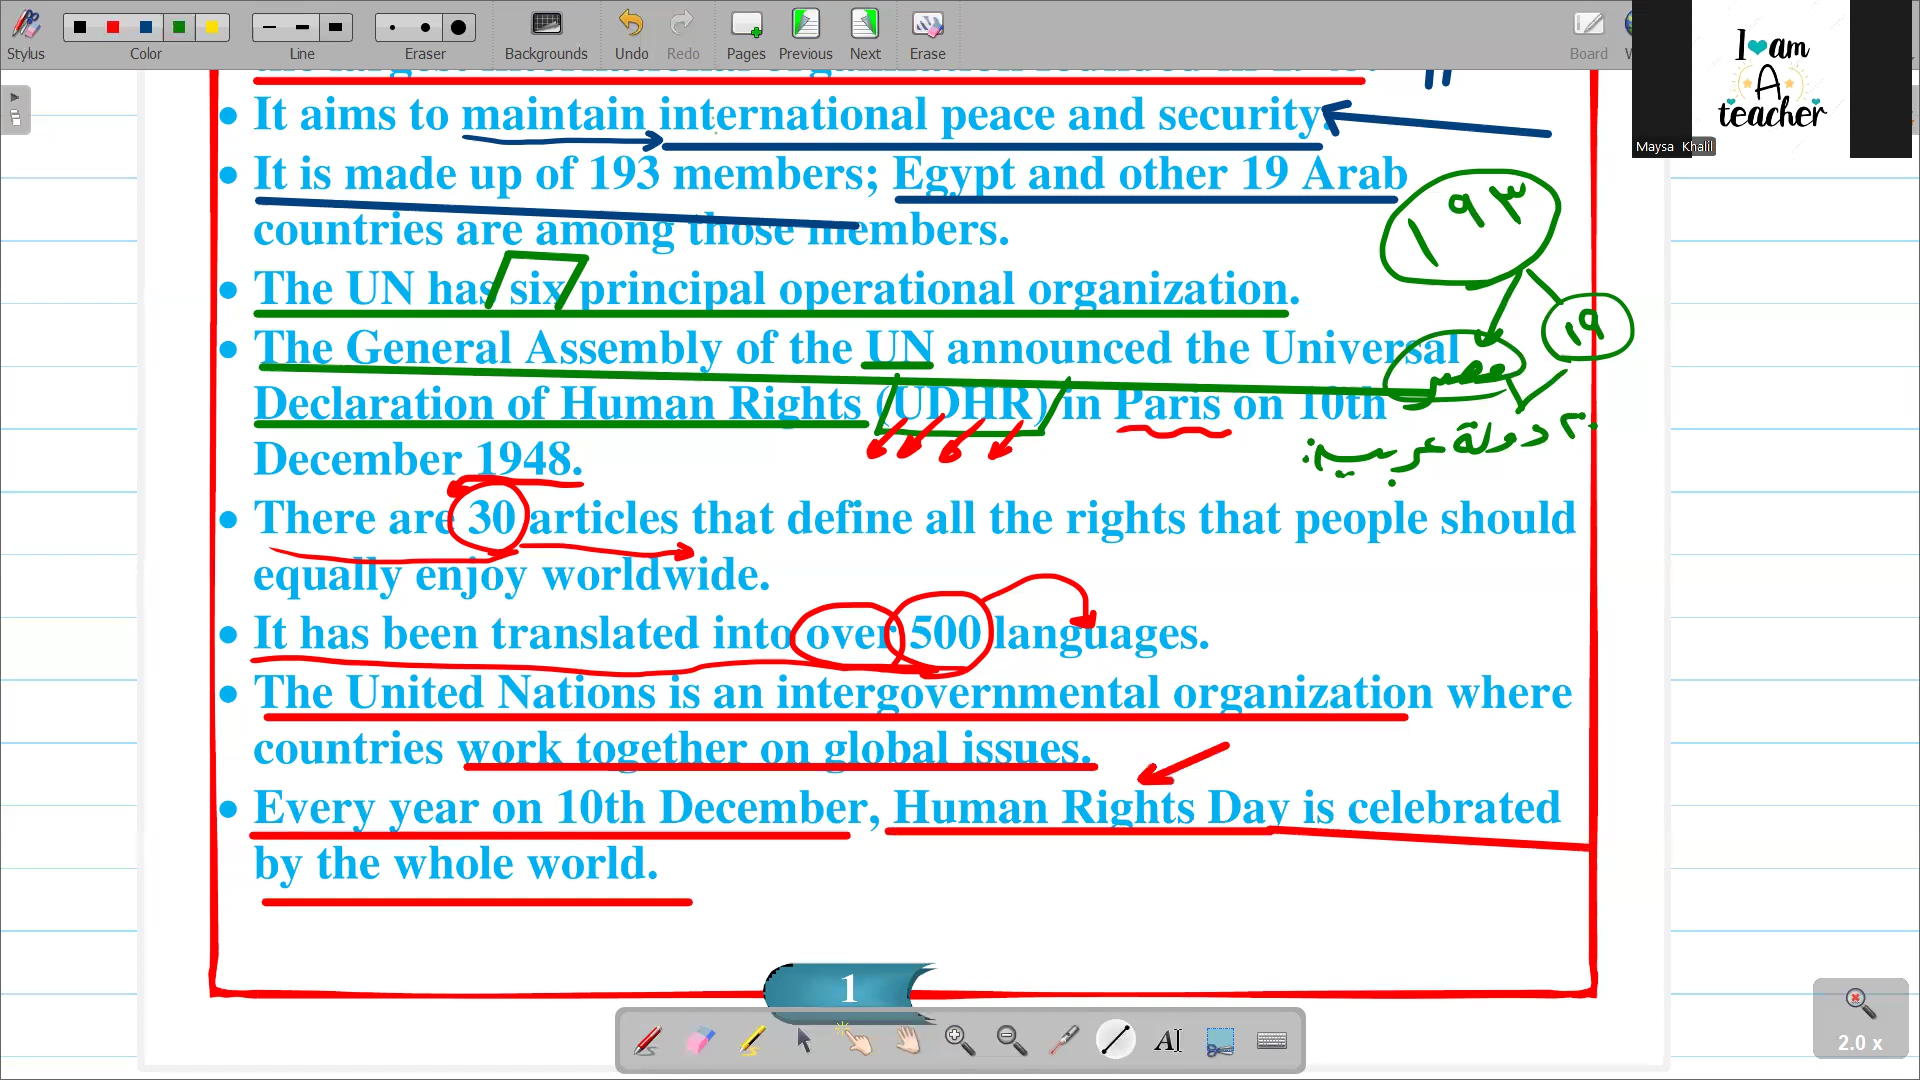 Stylus
Color
Line
Eraser
Backgrounds
Undo
Redo
Pages
Previous
Next
Erase
Board
I am
A
teacher
Maysa Khalil
the largest international organization founded in
• It aims to maintain international peace and security.
• It is made up of 193 members; Egypt and other 19 Arab
countries are among those members.
١٩٣
• The UN has six principal operational organization.
١٩
• The General Assembly of the UN announced the Universal
مصر
Declaration of Human Rights (UDHR) in Paris on 10th
٢٠ دولة عربية
December 1948.
• There are 30 articles that define all the rights that people should
equally enjoy worldwide.
• It has been translated into over 500 languages.
• The United Nations is an intergovernmental organization where
countries work together on global issues.
• Every year on 10th December, Human Rights Day is celebrated
by the whole world.
1
2.0 x